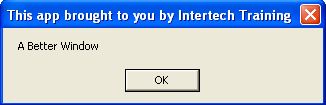 This app brought to you by Intertech Training
A Better Window
OK